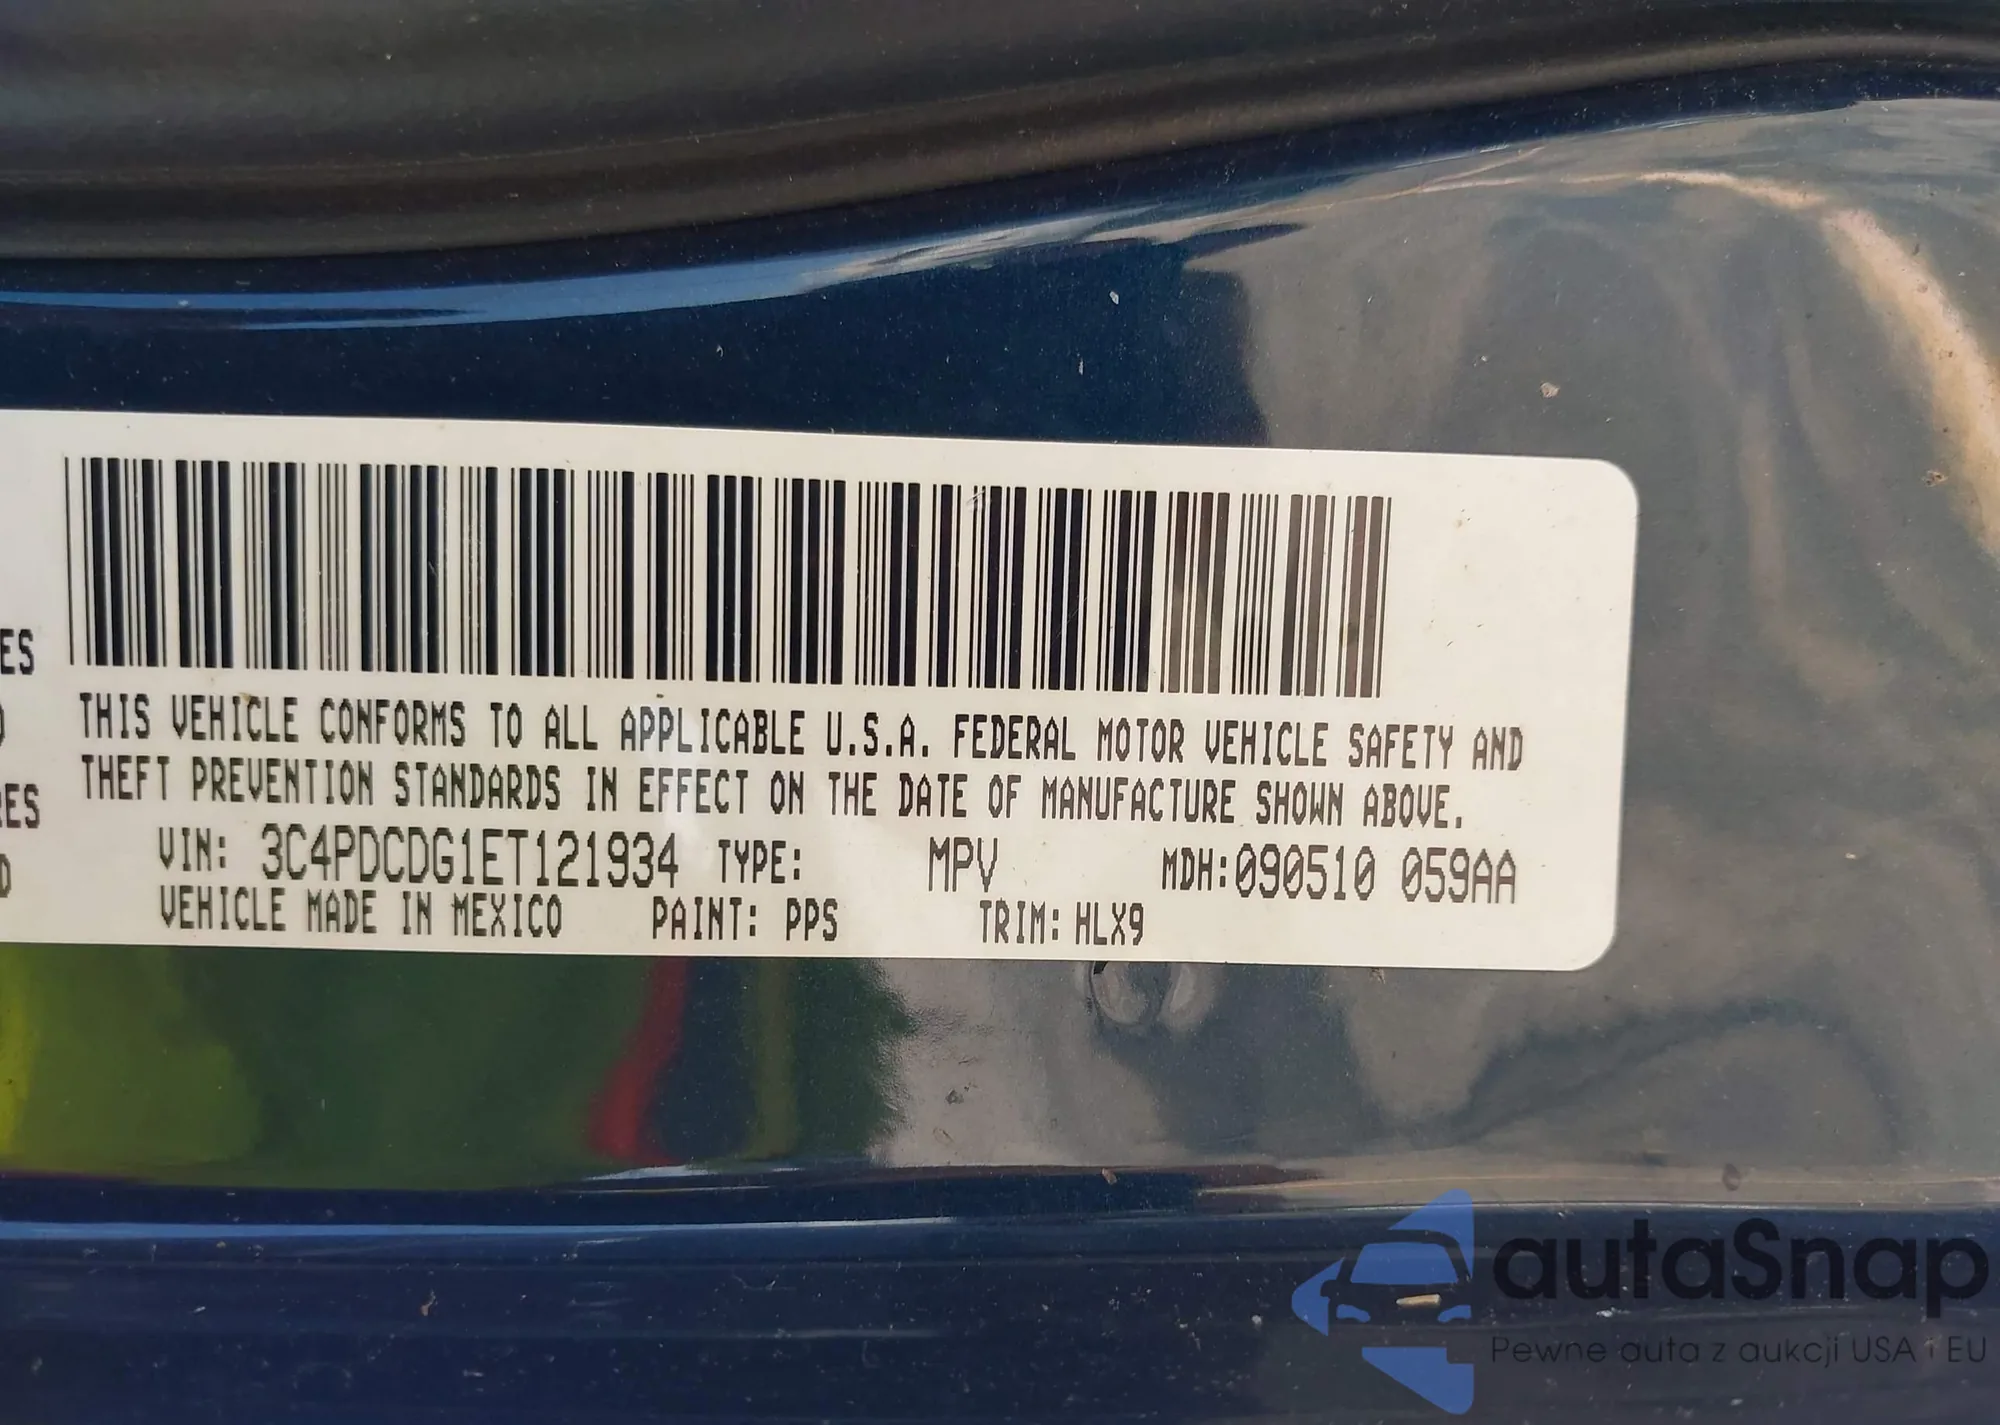 ES
THIS VEHICLE CONFORMS TO ALL APPLICABLE U.S.A. FEDERAL MOTOR VEHICLE SAFETY AND
THEFT PREVENTION STANDARDS IN EFFECT ON THE DATE OF MANUFACTURE SHOWN ABOVE.
RES
VIN: 3C4PDCDG1ET121934 TYPE: MPV MDH:090510 059AA
D
VEHICLE MADE IN MEXICO PAINT: PPS TRIM: HLX9
autaSnap
Pewne auta z aukcji USA i EU